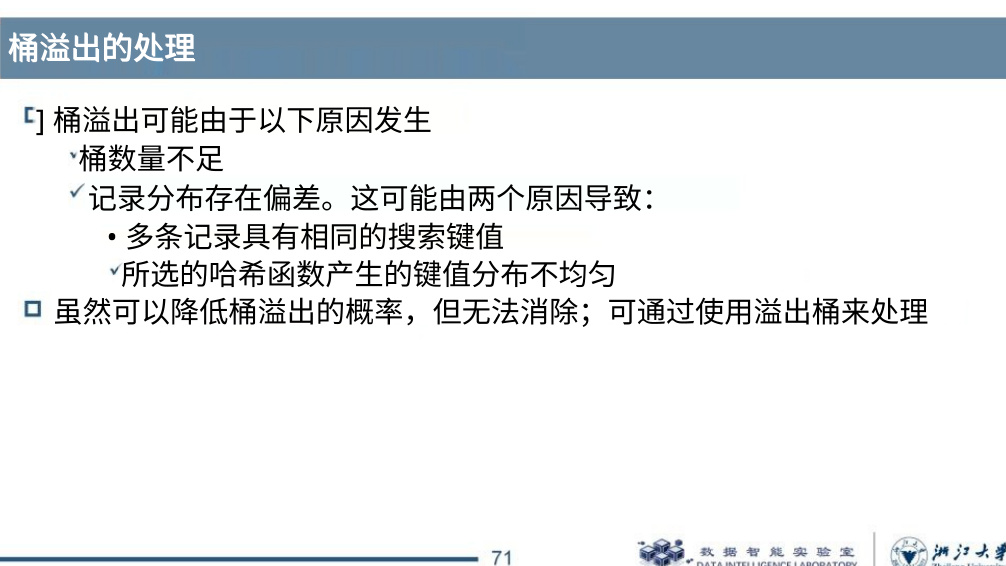 桶溢出的处理
] 桶溢出可能由于以下原因发生
桶数量不足
✓记录分布存在偏差。这可能由两个原因导致：
• 多条记录具有相同的搜索键值
所选的哈希函数产生的键值分布不均匀
虽然可以降低桶溢出的概率，但无法消除；可通过使用溢出桶来处理
71
数据智能实验室
DATA INTELLIGENCE LABORATORY
浙江大学